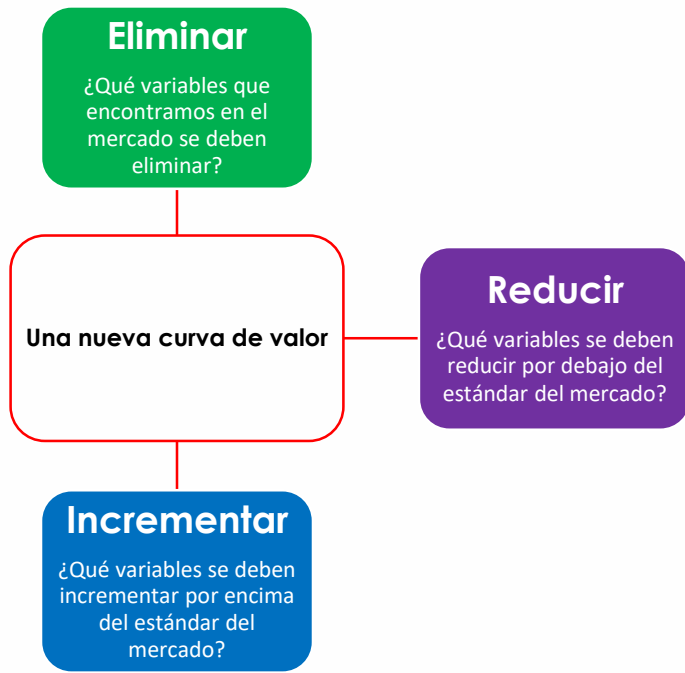 Eliminar
¿Qué variables que
encontramos en el
mercado se deben
eliminar?
Una nueva curva de valor
Reducir
¿Qué variables se deben
reducir por debajo del
estándar del mercado?
Incrementar
¿Qué variables se deben
incrementar por encima
del estándar del
mercado?